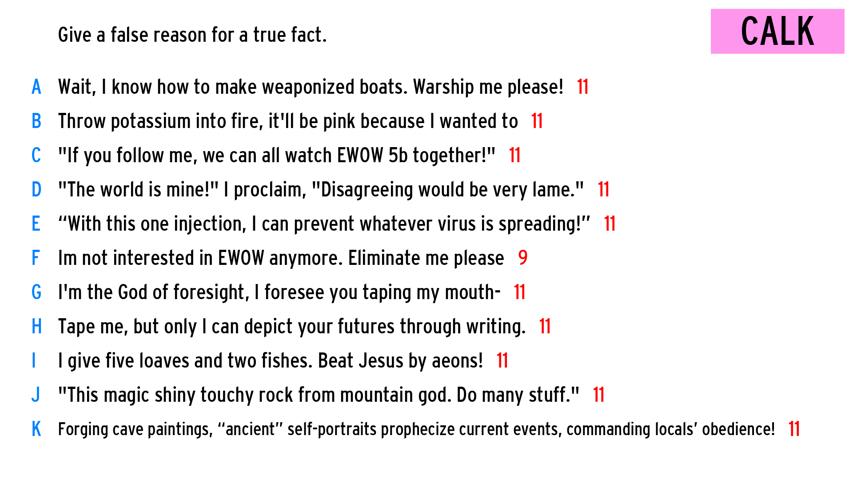 Give a false reason for a true fact.
CALK
A Wait, I know how to make weaponized boats. Warship me please! 11
B Throw potassium into fire, it'll be pink because I wanted to 11
C "If you follow me, we can all watch EWOW 5b together!" 11
D "The world is mine!" I proclaim, "Disagreeing would be very lame." 11
E “With this one injection, I can prevent whatever virus is spreading!” 11
F Im not interested in EWOW anymore. Eliminate me please 9
G I'm the God of foresight, I foresee you taping my mouth- 11
H Tape me, but only I can depict your futures through writing. 11
I I give five loaves and two fishes. Beat Jesus by aeons! 11
J "This magic shiny touchy rock from mountain god. Do many stuff." 11
K Forging cave paintings, “ancient” self-portraits prophecize current events, commanding locals’ obedience! 11